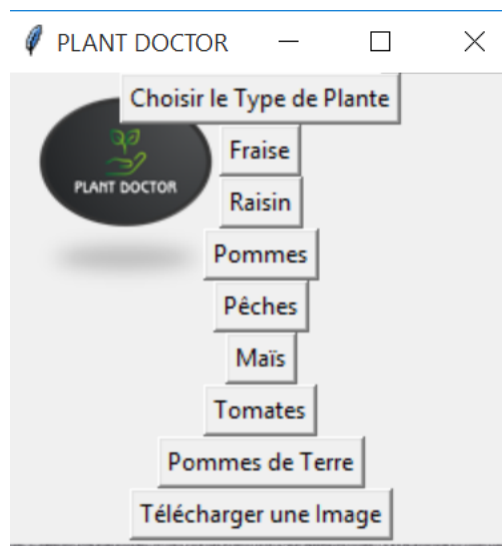 PLANT DOCTOR
Choisir le Type de Plante
PLANT DOCTOR
Fraise
Raisin
Pommes
Pêches
Maïs
Tomates
Pommes de Terre
Télécharger une Image